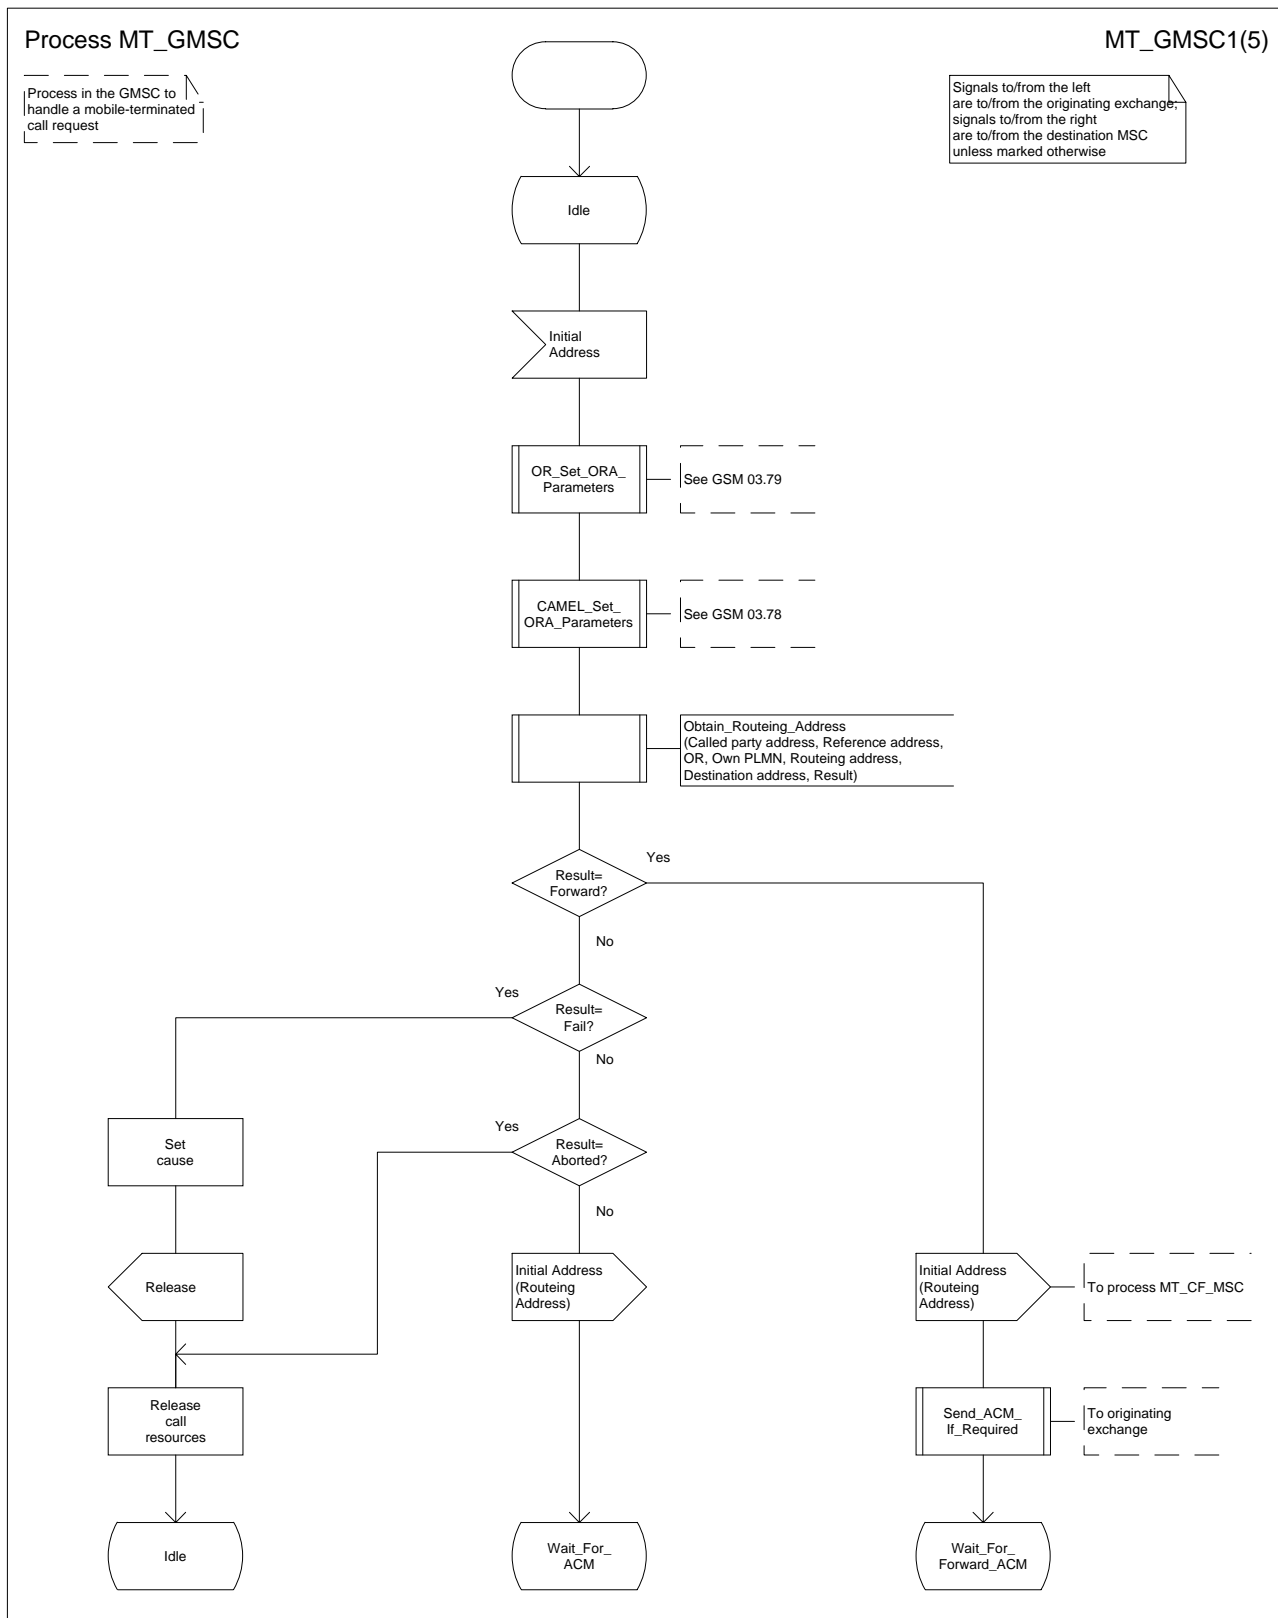 Process MT_GMSC
MT_GMSC1(5)
Process in the GMSC to
handle a mobile-terminated
call request
Signals to/from the left
are to/from the originating exchange;
signals to/from the right
are to/from the destination MSC
unless marked otherwise
Idle
Initial
Address
OR_Set_ORA_
Parameters
See GSM 03.79
CAMEL_Set_
ORA_Parameters
See GSM 03.78
Obtain_Routeing_Address
(Called party address, Reference address,
OR, Own PLMN, Routeing address,
Destination address, Result)
Result=
Forward?
Yes
No
Result=
Fail?
Yes
No
Result=
Aborted?
Yes
No
Set
cause
Release
Initial Address
(Routeing
Address)
Initial Address
(Routeing
Address)
To process MT_CF_MSC
Release
call
resources
Send_ACM_
If_Required
To originating
exchange
Idle
Wait_For_
ACM
Wait_For_
Forward_ACM